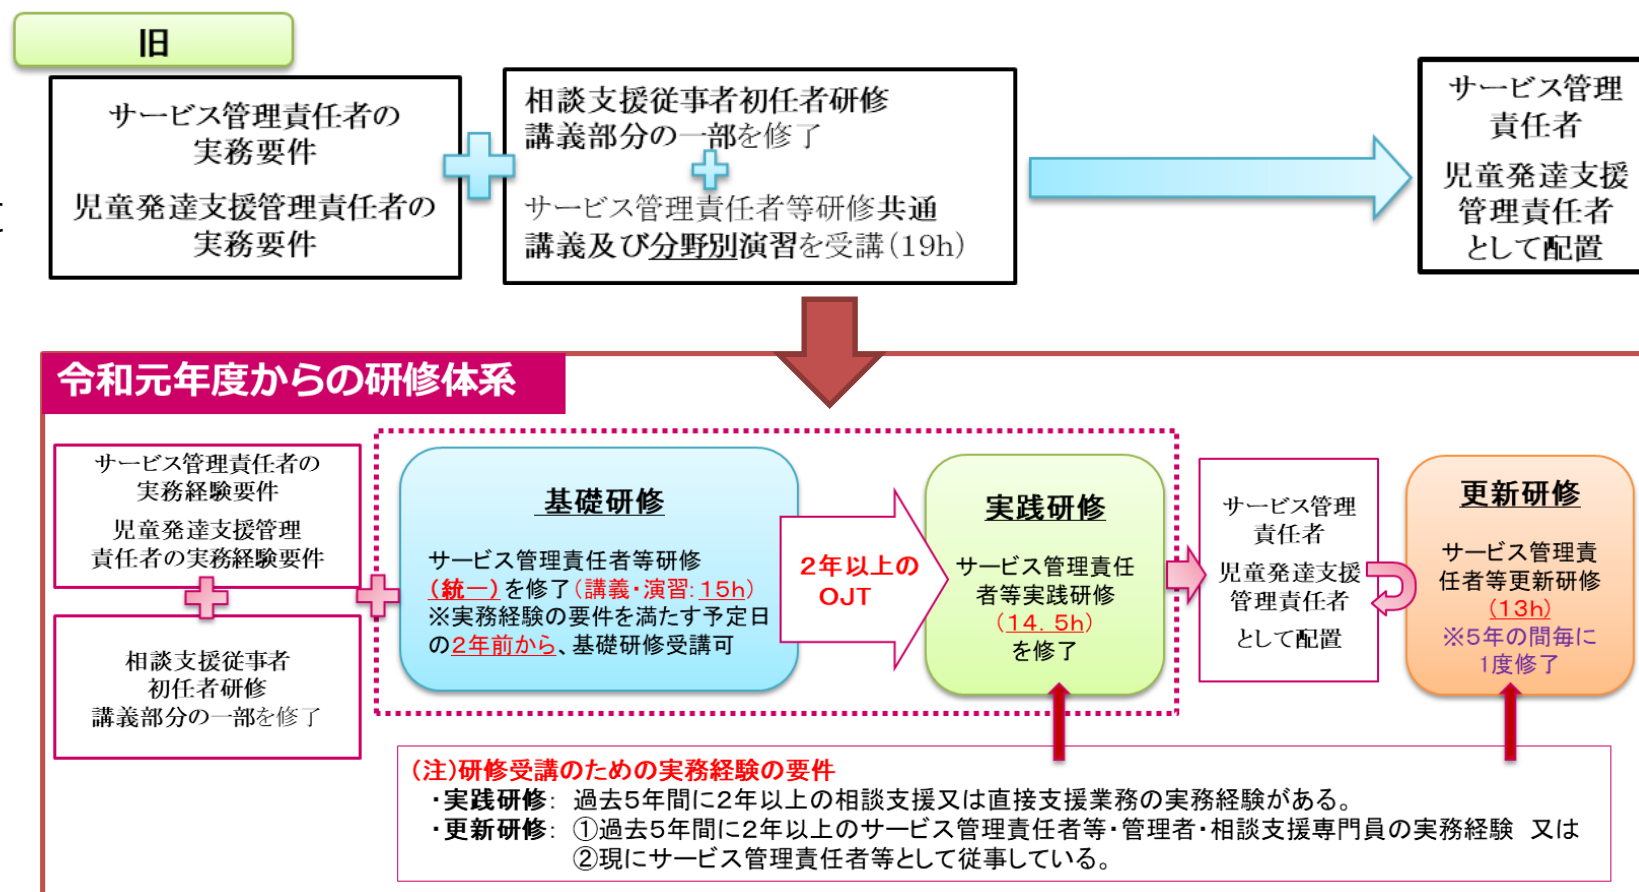 旧
サービス管理責任者の
実務要件
児童発達支援管理責任者の
実務要件
相談支援従事者初任者研修
講義部分の一部を修了
サービス管理責任者等研修共通
講義及び分野別演習を受講(19h)
サービス管理
責任者
児童発達支援
管理責任者
として配置
令和元年度からの研修体系
サービス管理責任者の
実務経験要件
児童発達支援管理
責任者の実務経験要件
相談支援従事者
初任者研修
講義部分の一部を修了
基礎研修
サービス管理責任者等研修
(統一)を修了(講義・演習:15h)
※実務経験の要件を満たす予定日
の2年前から、基礎研修受講可
2年以上の
OJT
実践研修
サービス管理責任
者等実践研修
(14.5h)
を修了
サービス管理
責任者
児童発達支援
管理責任者
として配置
更新研修
サービス管理責
任者等更新研修
(13h)
※5年の間毎に
1度修了
(注)研修受講のための実務経験の要件
・実践研修: 過去5年間に2年以上の相談支援又は直接支援業務の実務経験がある。
・更新研修: ①過去5年間に2年以上のサービス管理責任者等・管理者・相談支援専門員の実務経験 又は
②現にサービス管理責任者等として従事している。